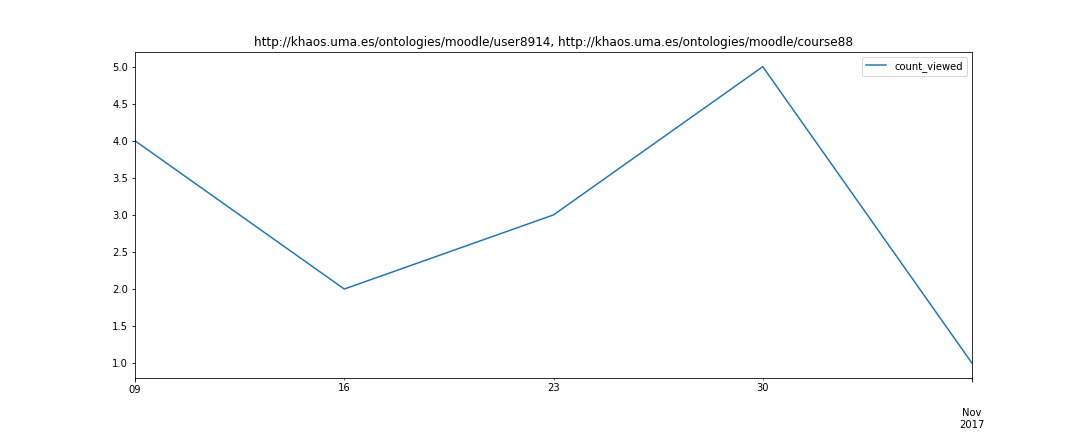 http://khaos.uma.es/ontologies/moodle/user8914, http://khaos.uma.es/ontologies/moodle/course88
count_viewed
5.0
4.5
4.0
3.5
3.0
2.5
2.0
1.5
1.0
09 16 23 30
Nov
2017